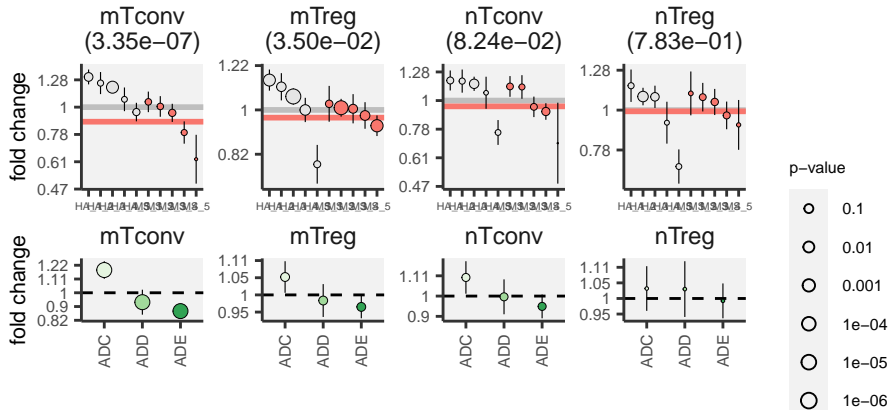 mTconv
(3.35e−07)
mTreg
(3.50e−02)
nTconv
(8.24e−02)
nTreg
(7.83e−01)
fold change
1.28
1
0.78
0.61
0.47
1.22
1
0.82
1.28
1
0.78
0.61
0.47
1.28
1
0.78
mTconv
mTreg
nTconv
nTreg
fold change
1.22
1.11
1
0.9
0.82
1.11
1.05
1
0.95
1.11
1
0.9
1.11
1.05
1
0.95
ADC
ADD
ADE
ADC
ADD
ADE
ADC
ADD
ADE
ADC
ADD
ADE
p−value
0.1
0.01
0.001
1e−04
1e−05
1e−06